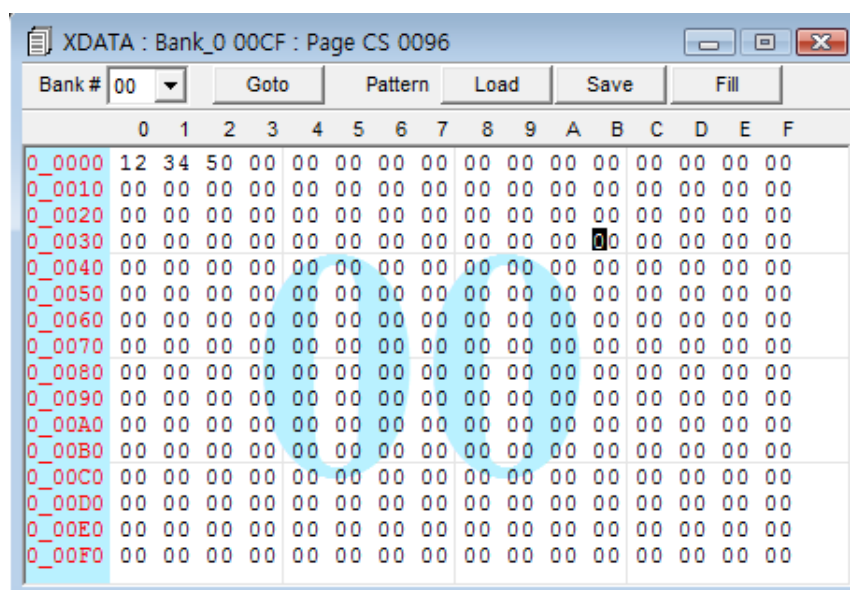 XDATA : Bank_0 00CF : Page CS 0096
Bank # 00 Goto Pattern Load Save Fill
0 1 2 3 4 5 6 7 8 9 A B C D E F
0_0000 12 34 50 00 00 00 00 00 00 00 00 00 00 00 00 00
0_0010 00 00 00 00 00 00 00 00 00 00 00 00 00 00 00 00
0_0020 00 00 00 00 00 00 00 00 00 00 00 00 00 00 00 00
0_0030 00 00 00 00 00 00 00 00 00 00 00 00 00 00 00 00
0_0040 00 00 00 00 00 00 00 00 00 00 00 00 00 00 00 00
0_0050 00 00 00 00 00 00 00 00 00 00 00 00 00 00 00 00
0_0060 00 00 00 00 00 00 00 00 00 00 00 00 00 00 00 00
0_0070 00 00 00 00 00 00 00 00 00 00 00 00 00 00 00 00
0_0080 00 00 00 00 00 00 00 00 00 00 00 00 00 00 00 00
0_0090 00 00 00 00 00 00 00 00 00 00 00 00 00 00 00 00
0_00A0 00 00 00 00 00 00 00 00 00 00 00 00 00 00 00 00
0_00B0 00 00 00 00 00 00 00 00 00 00 00 00 00 00 00 00
0_00C0 00 00 00 00 00 00 00 00 00 00 00 00 00 00 00 00
0_00D0 00 00 00 00 00 00 00 00 00 00 00 00 00 00 00 00
0_00E0 00 00 00 00 00 00 00 00 00 00 00 00 00 00 00 00
0_00F0 00 00 00 00 00 00 00 00 00 00 00 00 00 00 00 00
00